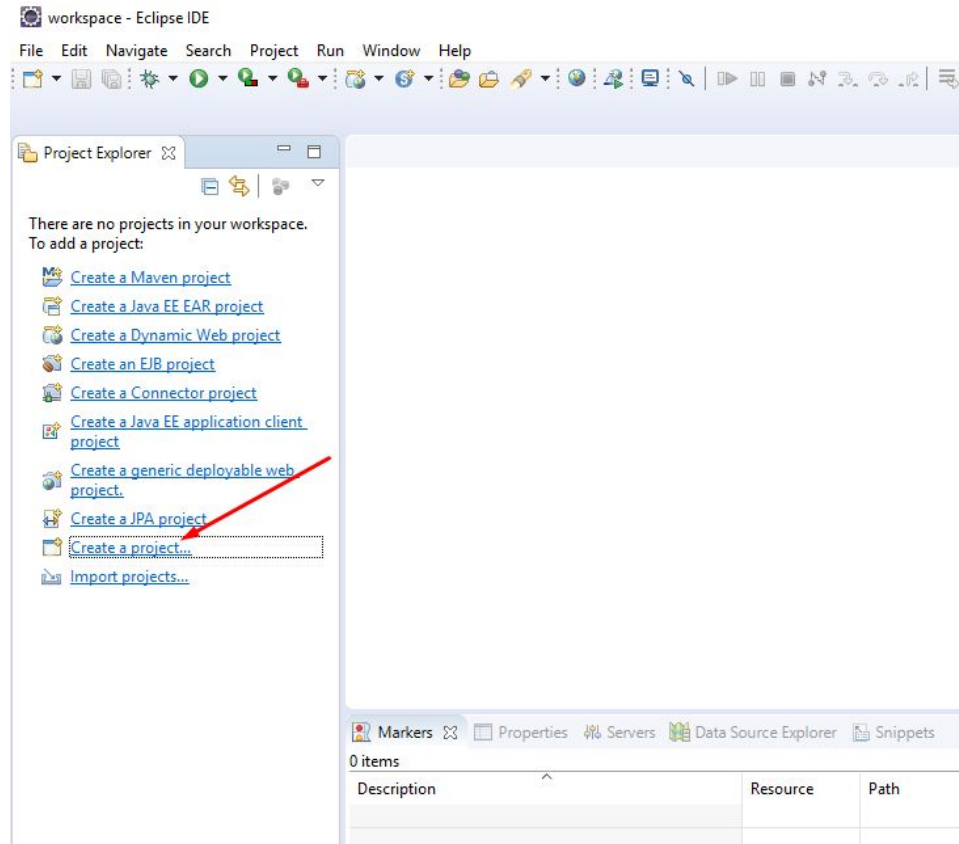 workspace - Eclipse IDE
File Edit Navigate Search Project Run Window Help
Project Explorer
There are no projects in your workspace.
To add a project:
Create a Maven project
Create a Java EE EAR project
Create a Dynamic Web project
Create an EJB project
Create a Connector project
Create a Java EE application client
project
Create a generic deployable web
project.
Create a JPA project
Create a project...
Import projects...
Markers Properties Servers Data Source Explorer Snippets
0 items
Description Resource Path